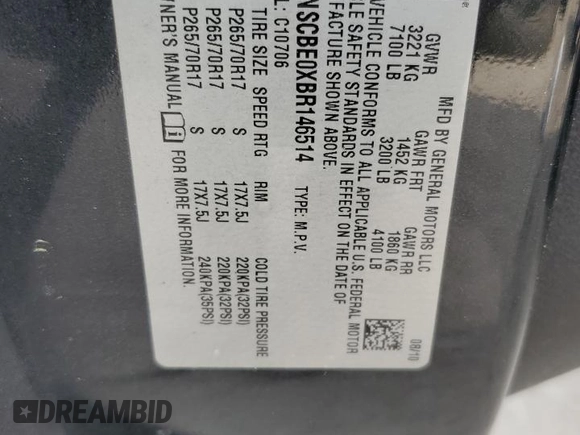 MFD BY GENERAL MOTORS LLC
GVWR GAWR FRT GAWR RR
3221 KG 1452 KG 1860 KG
7100 LB 3200 LB 4100 LB
08/10
VEHICLE CONFORMS TO ALL APPLICABLE U.S. FEDERAL MOTOR
LE SAFETY STANDARDS IN EFFECT ON THE DATE OF
FACTURE SHOWN ABOVE.
NSCBE0XBR146514 TYPE: M.P.V.
L: C10706
TIRE SIZE SPEED RTG RIM COLD TIRE PRESSURE
P265/70R17 S 17X7.5J 220KPA(32PSI)
P265/70R17 S 17X7.5J 220KPA(32PSI)
P265/70R17 S 17X7.5J 240KPA(35PSI)
NER'S MANUAL FOR MORE INFORMATION.
DREAMBID